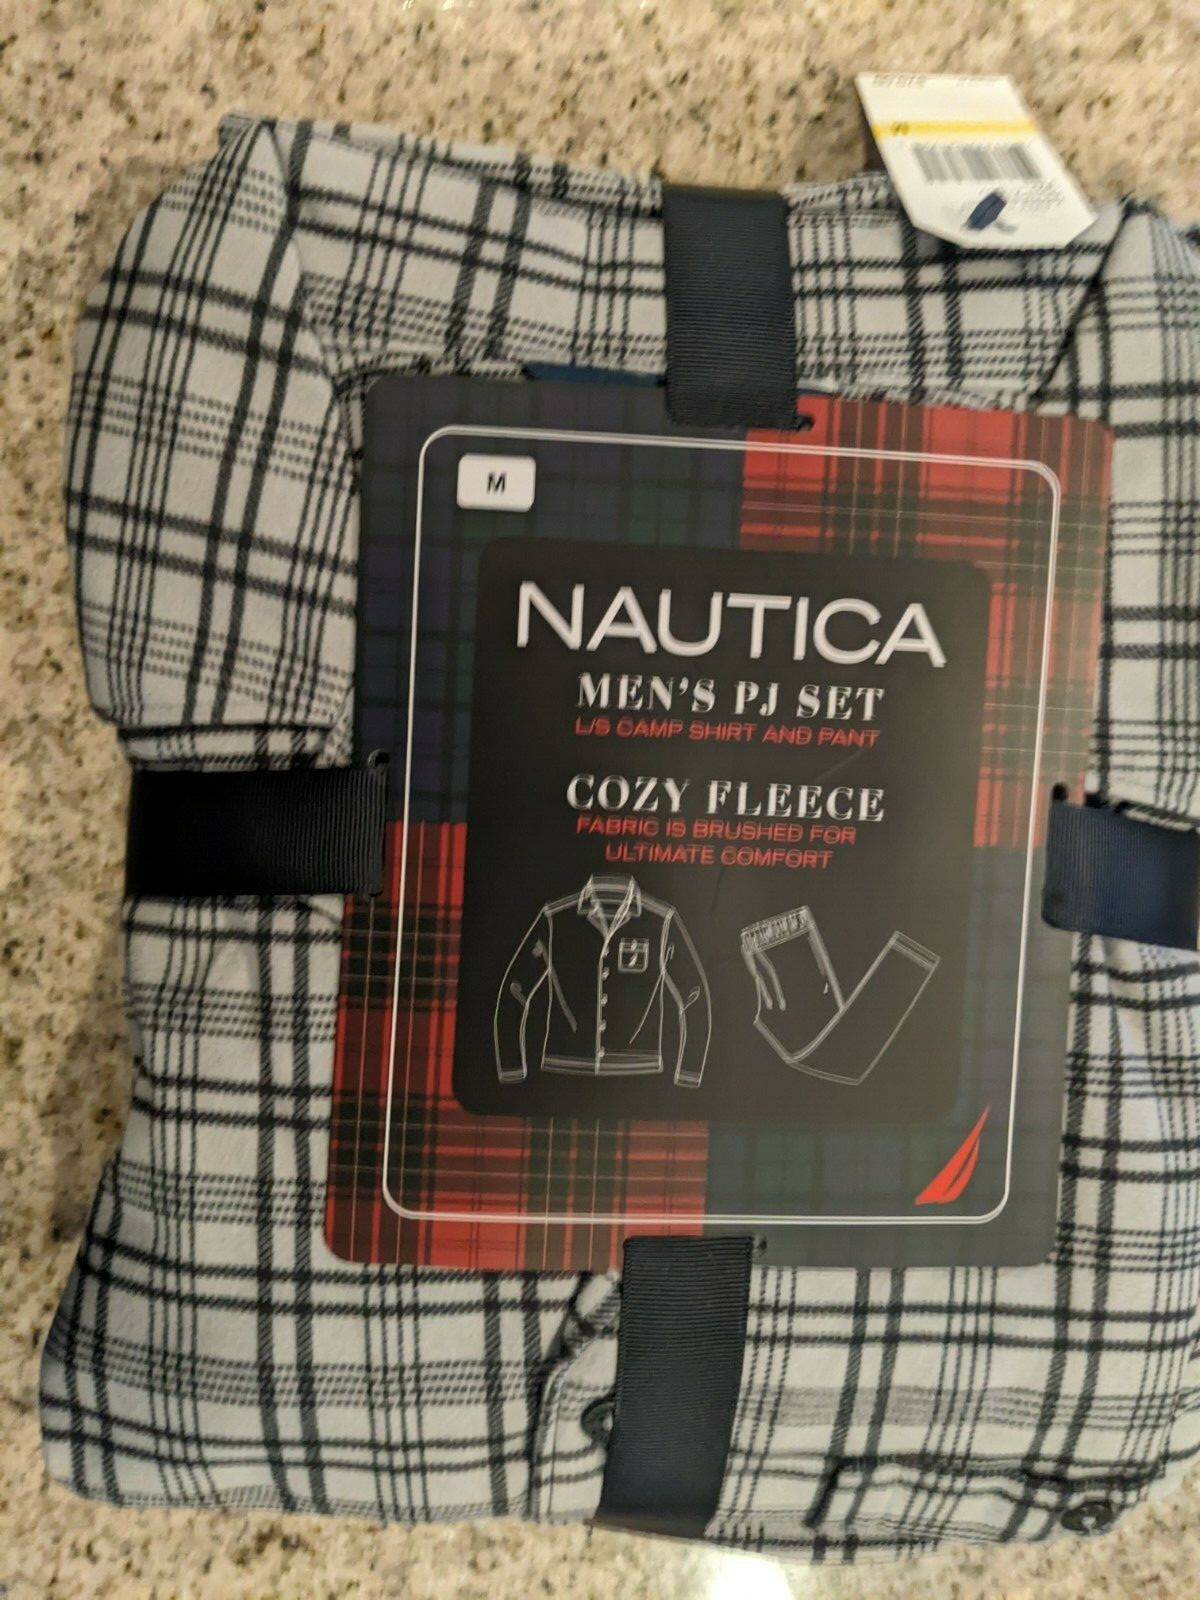 M
NAUTICA
MEN'S PJ SET
L/S CAMP SHIRT AND PANT
COZY FLEECE
FABRIC IS BRUSHED FOR
ULTIMATE COMFORT